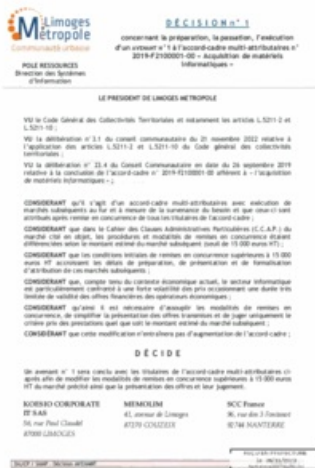 Limoges
Métropole
Communauté urbaine
POLE RESSOURCES
Direction des Systèmes
d'Information
DÉCISION n° 1
concernant la préparation, la passation, l'exécution
d'un avenant n° 1 à l'accord-cadre multi-attributaires n°
2019-F2100001-00 – Acquisition de matériels
informatiques –
LE PRESIDENT DE LIMOGES METROPOLE
VU le Code Général des Collectivités Territoriales et notamment les articles L.5211-2 et
L.5211-10 ;
VU la délibération n° 3.1 du conseil communautaire du 21 novembre 2022 relative à
l'application des articles L.5211-2 et L.5211-10 du Code général des collectivités
territoriales ;
VU la délibération n° 22.4 du Conseil Communautaire en date du 26 septembre 2019
relative à la conclusion de l'accord-cadre n° 2019-F2100001-00 afférent à « l'acquisition
de matériels informatiques » ;
CONSIDERANT qu'il s'agit d'un accord-cadre multi-attributaires avec exécution de
marchés subséquents au fur et à mesure de la survenance du besoin et que ceux-ci sont
attribués après remise en concurrence de tous les titulaires de l'accord-cadre ;
CONSIDERANT que dans le Cahier des Clauses Administratives Particulières (C.C.A.P.) du
marché cité en objet, les procédures et modalités de remises en concurrence étaient
différenciées selon le montant estimé du marché subséquent (seuil de 15 000 euros HT) ;
CONSIDERANT que les conditions initiales de remises en concurrence supérieures à 15 000
euros HT accroissent les délais de préparation, de présentation et de formalisation
d'attribution de ces marchés subséquents ;
CONSIDERANT que, compte tenu du contexte économique actuel, le secteur informatique
est particulièrement confronté à une forte volatilité des prix occasionnant une durée très
limitée de validité des offres financières des opérateurs économiques ;
CONSIDERANT qu'ainsi il est nécessaire d'assouplir les modalités de remises en
concurrence, de simplifier la présentation des offres transmises et de juger uniquement le
critère prix des prestations quel que soit le montant estimé du marché subséquent ;
CONSIDERANT que cette modification n'entraînera pas d'augmentation de l'accord-cadre ;
DÉCIDE
Un avenant n° 1 sera conclu avec les titulaires de l'accord-cadre multi-attributaires ci-
après afin de modifier les modalités de remises en concurrence supérieures à 15 000 euros
HT du marché précité ainsi que la présentation des offres et leur jugement.
KOESIO CORPORATE
IT SAS
54, rue Paul Claudel
87000 LIMOGES
MEMOLIM
41, avenue de Limoges
87270 COUZEIX
SCC France
96, rue des 3 Fontanot
92744 NANTERRE